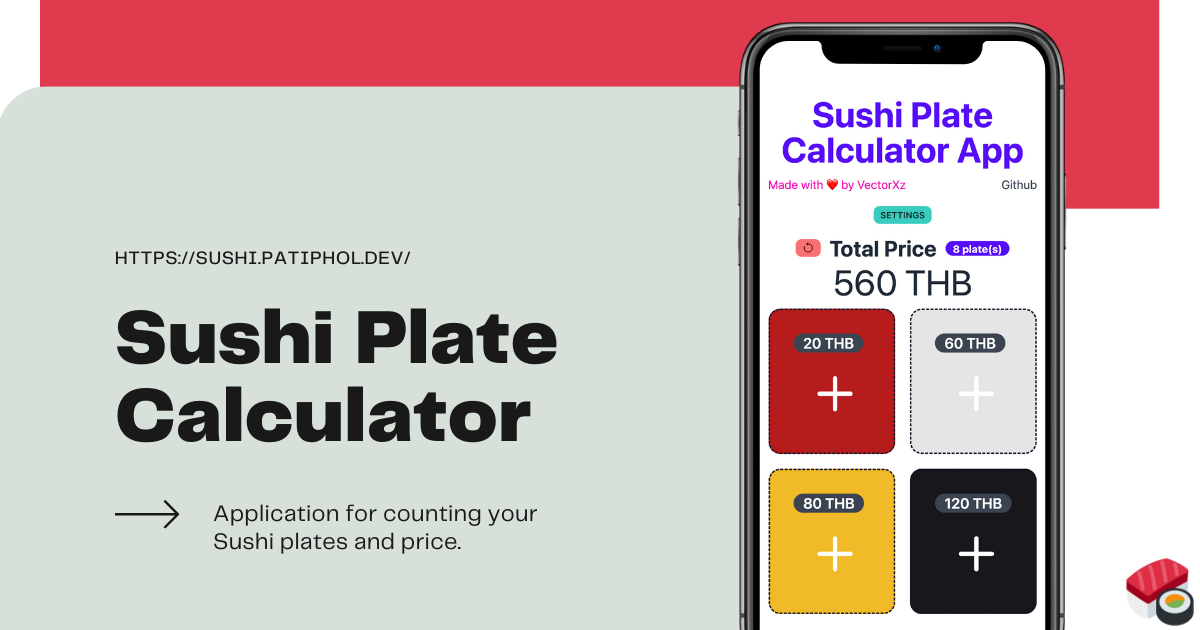 HTTPS://SUSHI.PATIPHOL.DEV/
Sushi Plate
Calculator
Application for counting your
Sushi plates and price.
Sushi Plate
Calculator App
Made with ❤️ by VectorXz
Github
SETTINGS
Total Price 8 plate(s)
560 THB
20 THB
60 THB
80 THB
120 THB